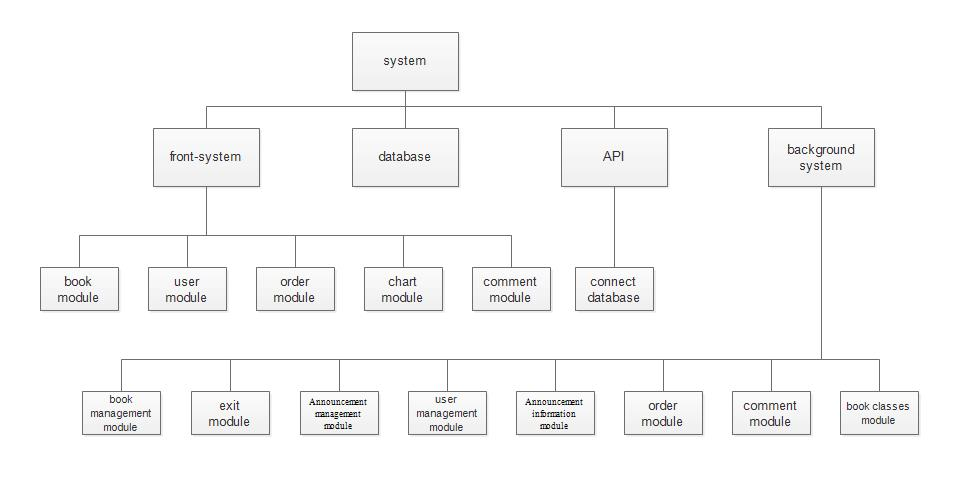 system
front-system
database
API
background
system
book
module
user
module
order
module
chart
module
comment
module
connect
database
book
management
module
exit
module
Announcement
management
module
user
management
module
Announcement
information
module
order
module
comment
module
book classes
module